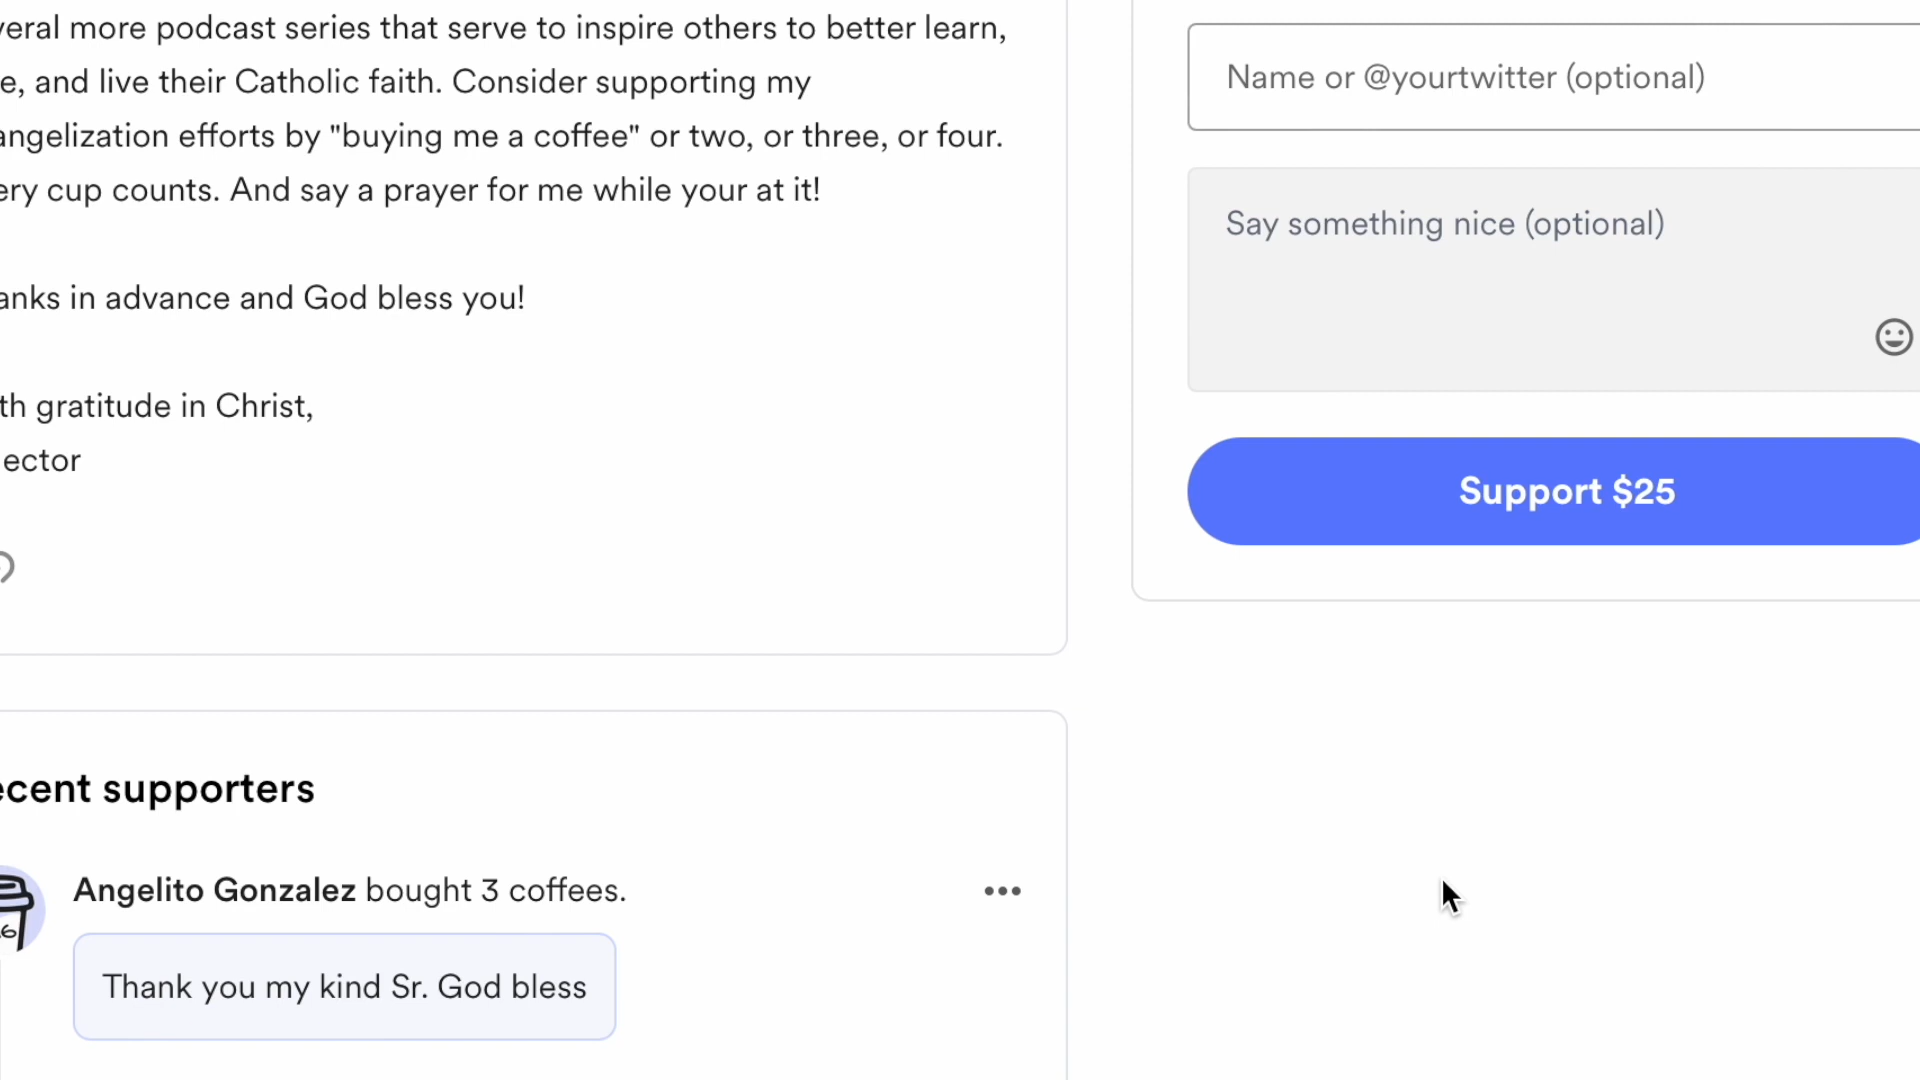 veral more podcast series that serve to inspire others to better learn,
e, and live their Catholic faith. Consider supporting my
angelization efforts by "buying me a coffee" or two, or three, or four.
ery cup counts. And say a prayer for me while your at it!
anks in advance and God bless you!
th gratitude in Christ,
ector
Name or @yourtwitter (optional)
Say something nice (optional)
Support $25
ecent supporters
Angelito Gonzalez bought 3 coffees.
Thank you my kind Sr. God bless